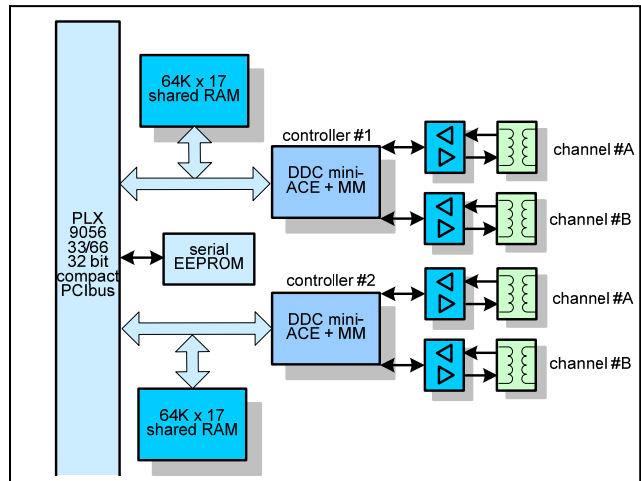 64K x 17
shared RAM
controller #1
DDC mini-
ACE + MM
channel #A
channel #B
PLX
9056
33/66
32 bit
compact
PCIbus
serial
EEPROM
controller #2
DDC mini-
ACE + MM
channel #A
channel #B
64K x 17
shared RAM